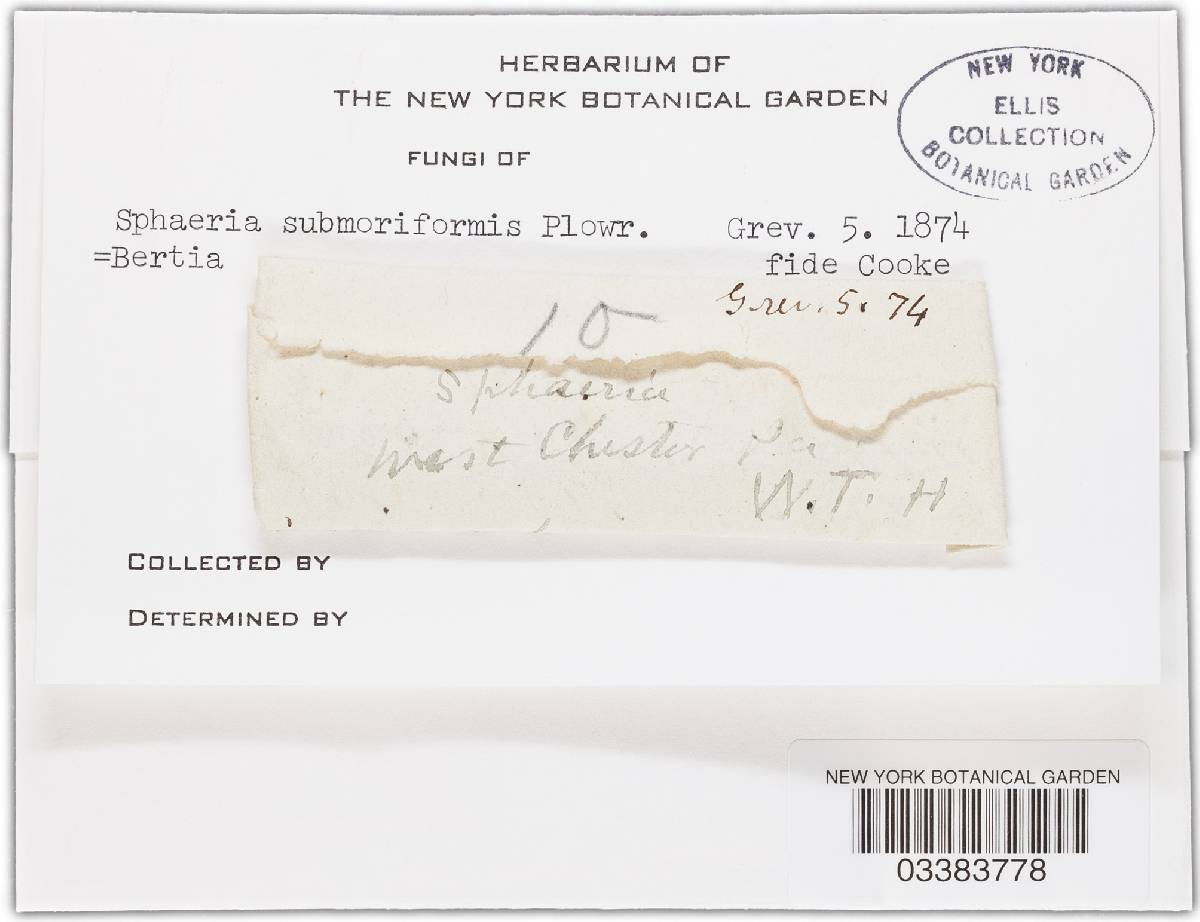 HERBARIUM OF
THE NEW YORK BOTANICAL GARDEN
FUNGI OF
NEW YORK
ELLIS
COLLECTION
BOTANICAL GARDEN
Sphaeria submoriformis Plowr. Grev. 5. 1874
=Bertia fide Cooke
Grev. 5. 74
10
Sphaeria
West Chester Pa
W. T. H
COLLECTED BY
DETERMINED BY
NEW YORK BOTANICAL GARDEN
03383778